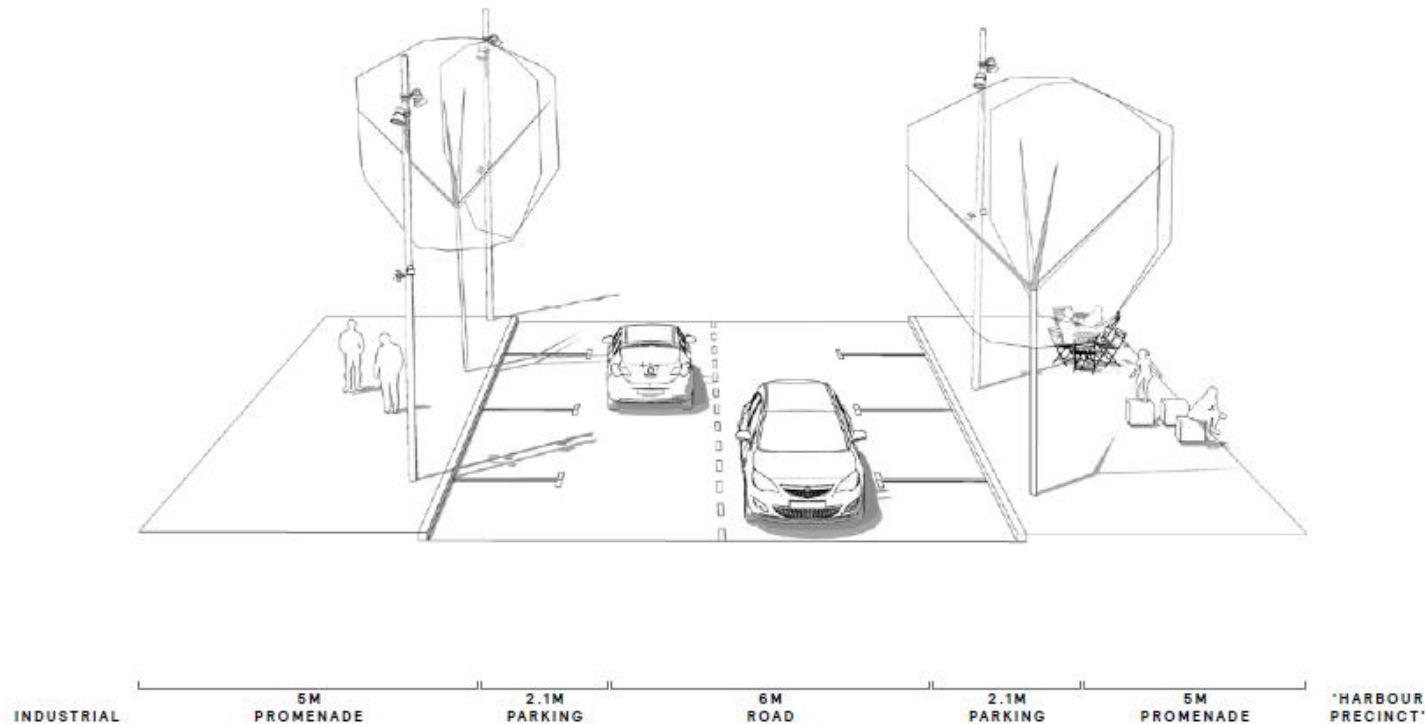 5M 2.1M 6M 2.1M 5M "HARBOUR
INDUSTRIAL PROMENADE PARKING ROAD PARKING PROMENADE PRECINCT"